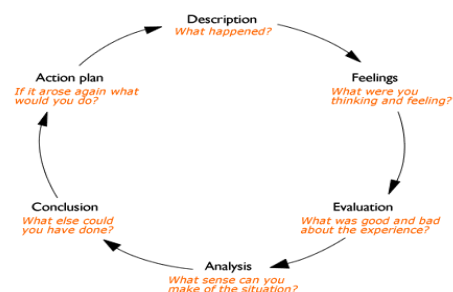 Description
What happened?
Feelings
What were you
thinking and feeling?
Evaluation
What was good and bad
about the experience?
Analysis
What sense can you
make of the situation?
Conclusion
What else could
you have done?
Action plan
If it arose again what
would you do?